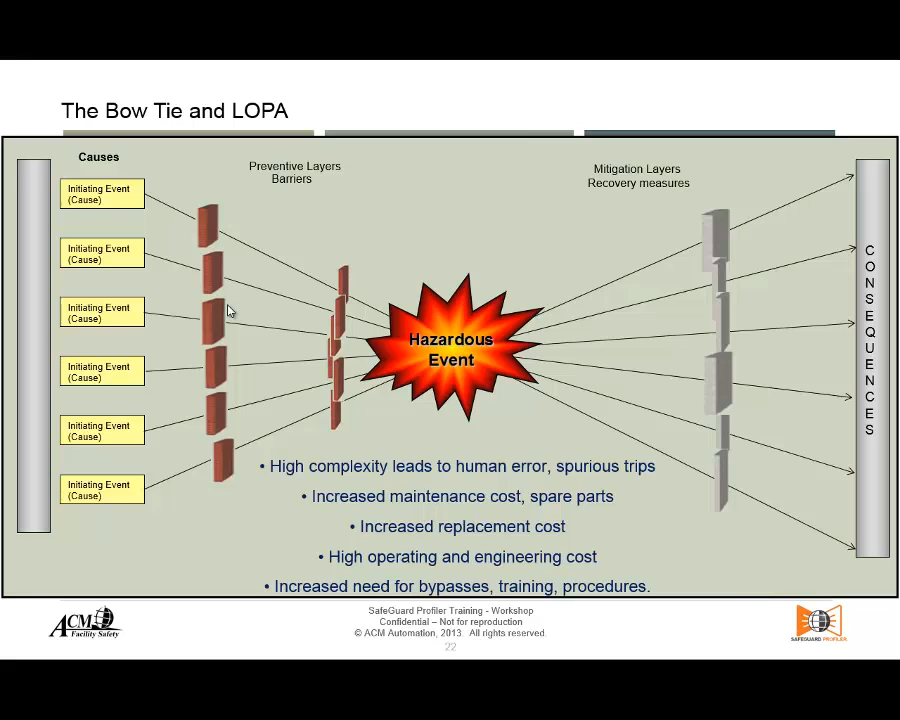 The Bow Tie and LOPA
Causes
Preventive Layers
Barriers
Mitigation Layers
Recovery measures
Initiating Event
(Cause)
Initiating Event
(Cause)
Initiating Event
(Cause)
Initiating Event
(Cause)
Initiating Event
(Cause)
Initiating Event
(Cause)
Hazardous
Event
CONSEQUENCES
• High complexity leads to human error, spurious trips
• Increased maintenance cost, spare parts
• Increased replacement cost
• High operating and engineering cost
• Increased need for bypasses, training, procedures.
ACM
Facility Safety
SafeGuard Profiler Training - Workshop
Confidential – Not for reproduction
© ACM Automation, 2013. All rights reserved.
22
SAFEGUARD PROFILER